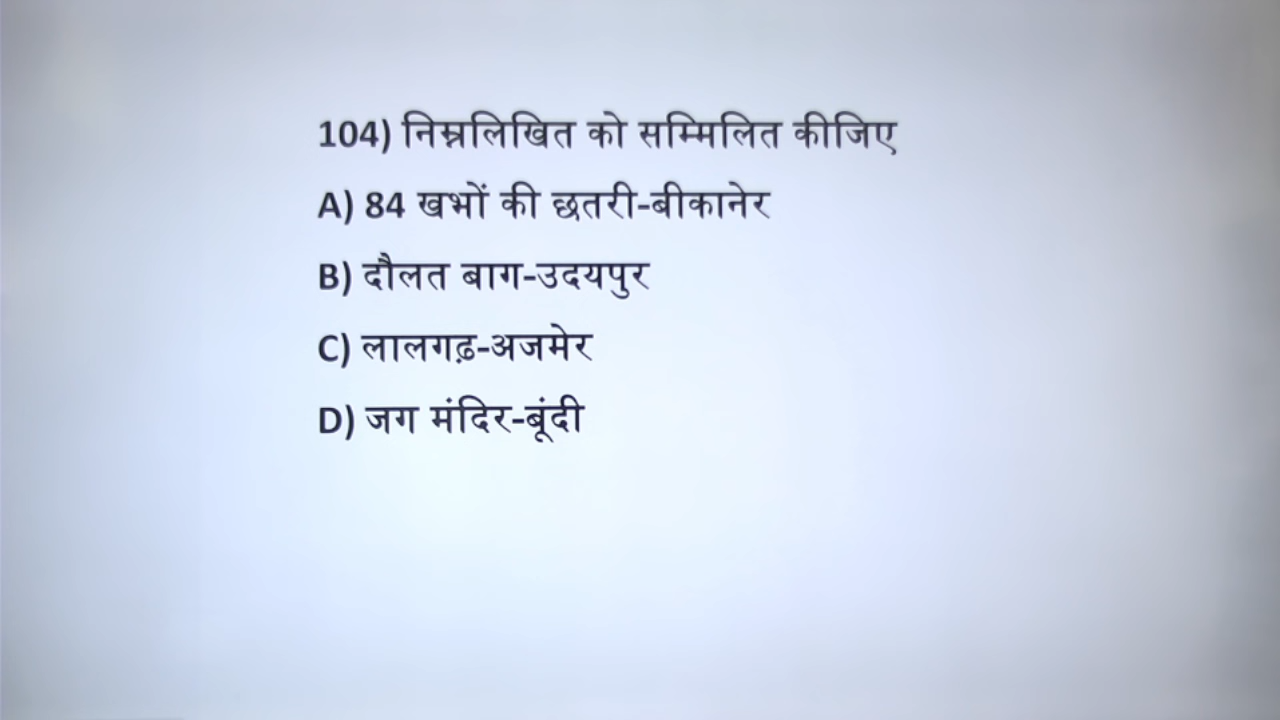 104) निम्नलिखित को सम्मिलित कीजिए
A) 84 खभों की छतरी-बीकानेर
B) दौलत बाग-उदयपुर
C) लालगढ़-अजमेर
D) जग मंदिर-बूंदी